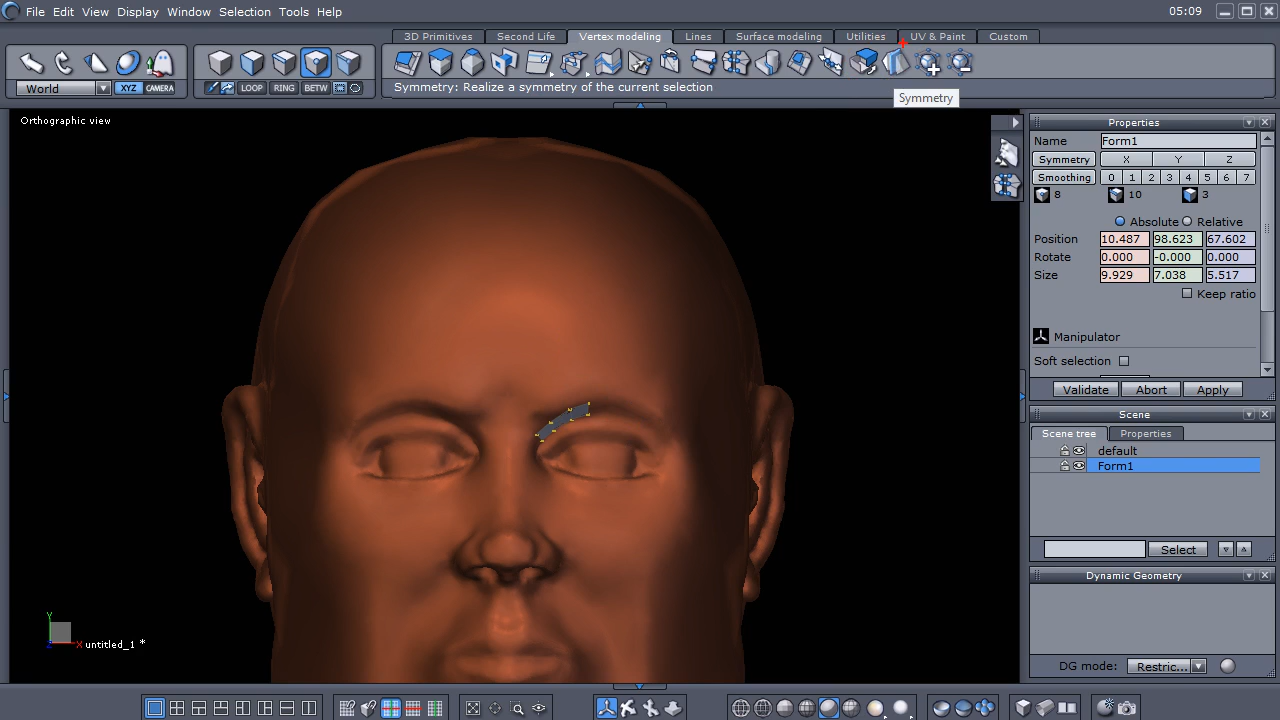 File Edit View Display Window Selection Tools Help 05:09
3D Primitives Second Life Vertex modeling Lines Surface modeling Utilities UV & Paint Custom
World XYZ CAMERA LOOP RING BETW
Symmetry: Realize a symmetry of the current selection
Symmetry
Orthographic view
Properties
Name Form1
Symmetry X Y Z
Smoothing 0 1 2 3 4 5 6 7
8 10 3
Absolute Relative
Position 10.487 98.623 67.602
Rotate 0.000 -0.000 0.000
Size 9.929 7.038 5.517
Keep ratio
Manipulator
Soft selection
Validate Abort Apply
Scene
Scene tree Properties
default
Form1
Select
Dynamic Geometry
DG mode: Restric...
Y
Z X untitled_1 *